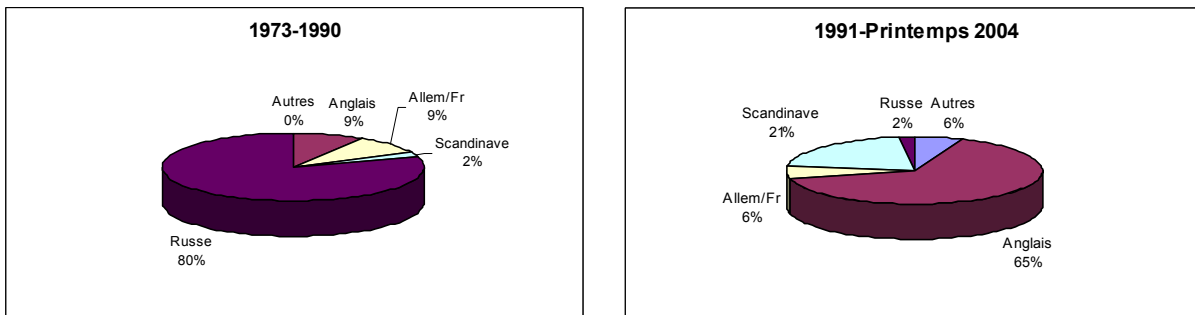 1973-1990
Autres
0%
Anglais
9%
Allem/Fr
9%
Scandinave
2%
Russe
80%
1991-Printemps 2004
Scandinave
21%
Russe
2%
Autres
6%
Allem/Fr
6%
Anglais
65%